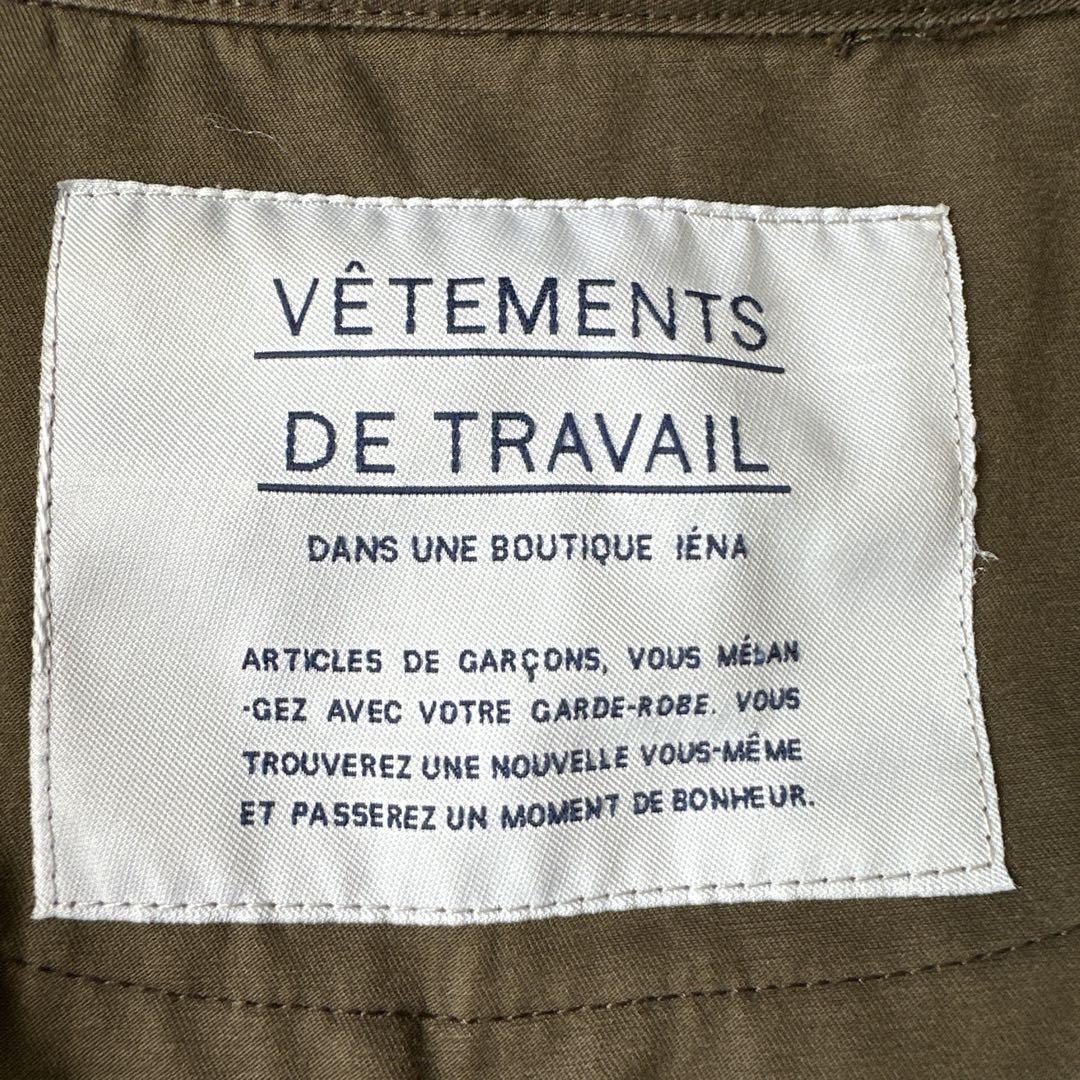 VÊTEMENTS
DE TRAVAIL
DANS UNE BOUTIQUE IÉNA
ARTICLES DE GARÇONS, VOUS MÉLAN
-GEZ AVEC VOTRE GARDE-ROBE. VOUS
TROUVEREZ UNE NOUVELLE VOUS-MÊME
ET PASSEREZ UN MOMENT DE BONHEUR.